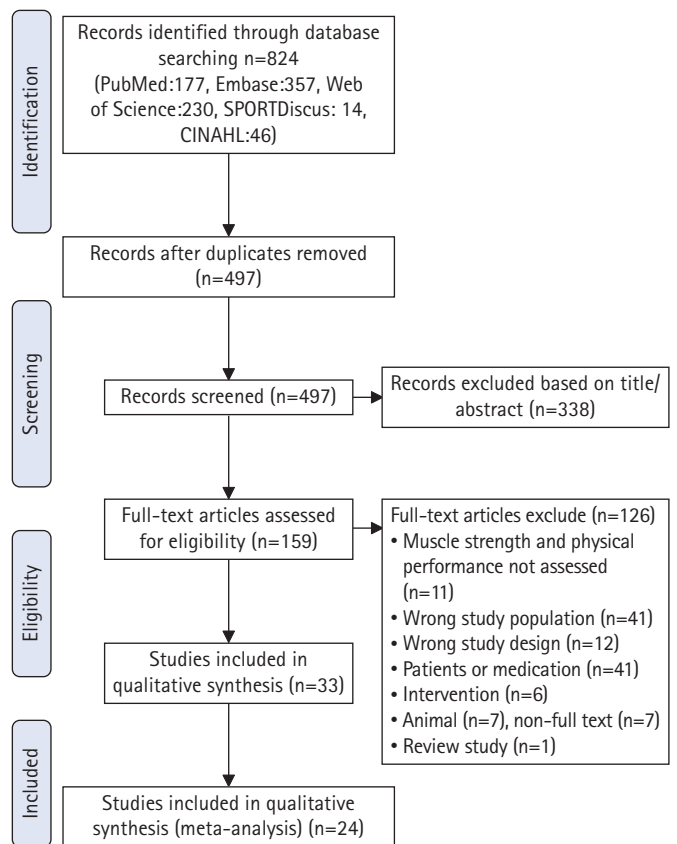 Identification
Records identified through database
searching n=824
(PubMed:177, Embase:357, Web
of Science:230, SPORTDiscus: 14,
CINAHL:46)
Records after duplicates removed
(n=497)
Screening
Records screened (n=497)
Records excluded based on title/
abstract (n=338)
Eligibility
Full-text articles assessed
for eligibility (n=159)
Full-text articles exclude (n=126)
• Muscle strength and physical
performance not assessed
(n=11)
• Wrong study population (n=41)
• Wrong study design (n=12)
• Patients or medication (n=41)
• Intervention (n=6)
• Animal (n=7), non-full text (n=7)
• Review study (n=1)
Studies included in
qualitative synthesis (n=33)
Included
Studies included in qualitative
synthesis (meta-analysis) (n=24)